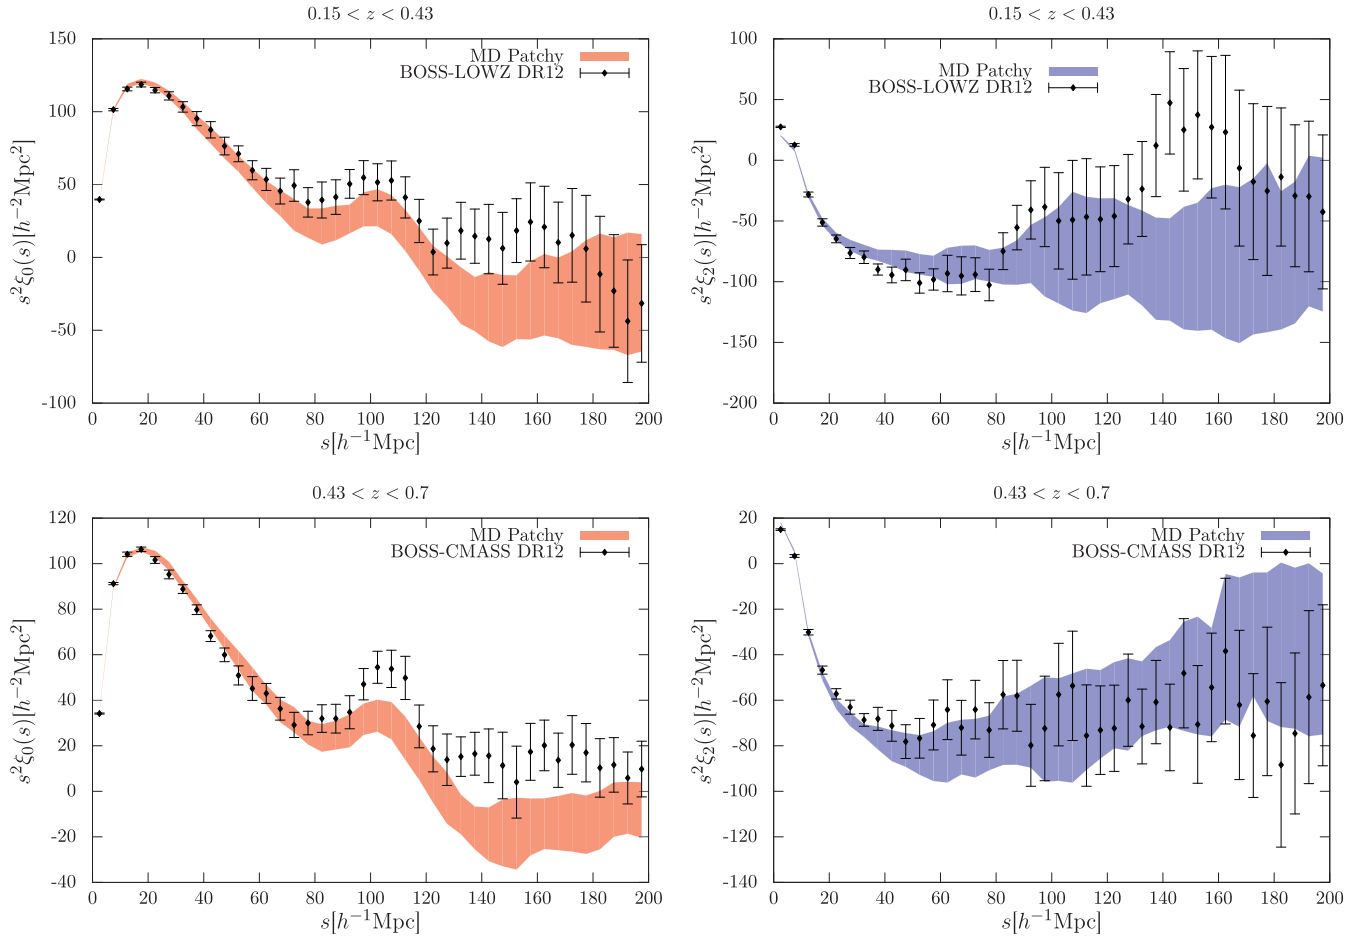 0.15 < z < 0.43
MD Patchy
BOSS-LOWZ DR12
s²ξ₀(s)[h⁻²Mpc²]
150
100
50
0
-50
-100
0 20 40 60 80 100 120 140 160 180 200
s[h⁻¹Mpc]
0.15 < z < 0.43
MD Patchy
BOSS-LOWZ DR12
s²ξ₂(s)[h⁻²Mpc²]
100
50
0
-50
-100
-150
-200
0 20 40 60 80 100 120 140 160 180 200
s[h⁻¹Mpc]
0.43 < z < 0.7
MD Patchy
BOSS-CMASS DR12
s²ξ₀(s)[h⁻²Mpc²]
120
100
80
60
40
20
0
-20
-40
0 20 40 60 80 100 120 140 160 180 200
s[h⁻¹Mpc]
0.43 < z < 0.7
MD Patchy
BOSS-CMASS DR12
s²ξ₂(s)[h⁻²Mpc²]
20
0
-20
-40
-60
-80
-100
-120
-140
0 20 40 60 80 100 120 140 160 180 200
s[h⁻¹Mpc]